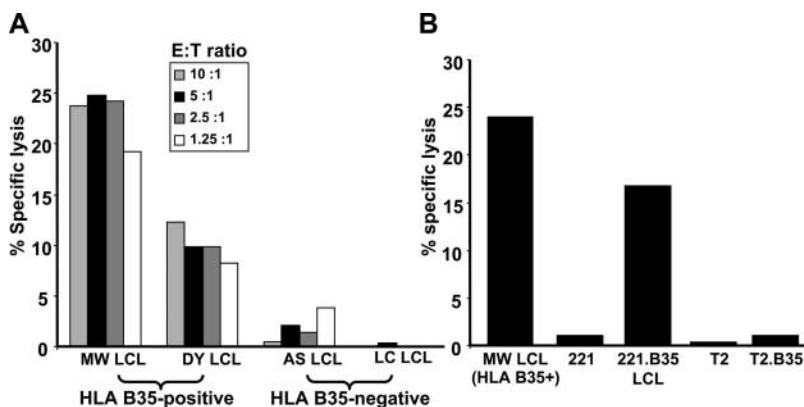 A
E:T ratio
10 :1
5 :1
2.5 :1
1.25 :1
% Specific lysis
30
25
20
15
10
5
0
MW LCL
DY LCL
AS LCL
LC LCL
HLA B35-positive
HLA B35-negative
B
% specific lysis
30
25
20
15
10
5
0
MW LCL
(HLA B35+)
221
221.B35
LCL
T2
T2.B35